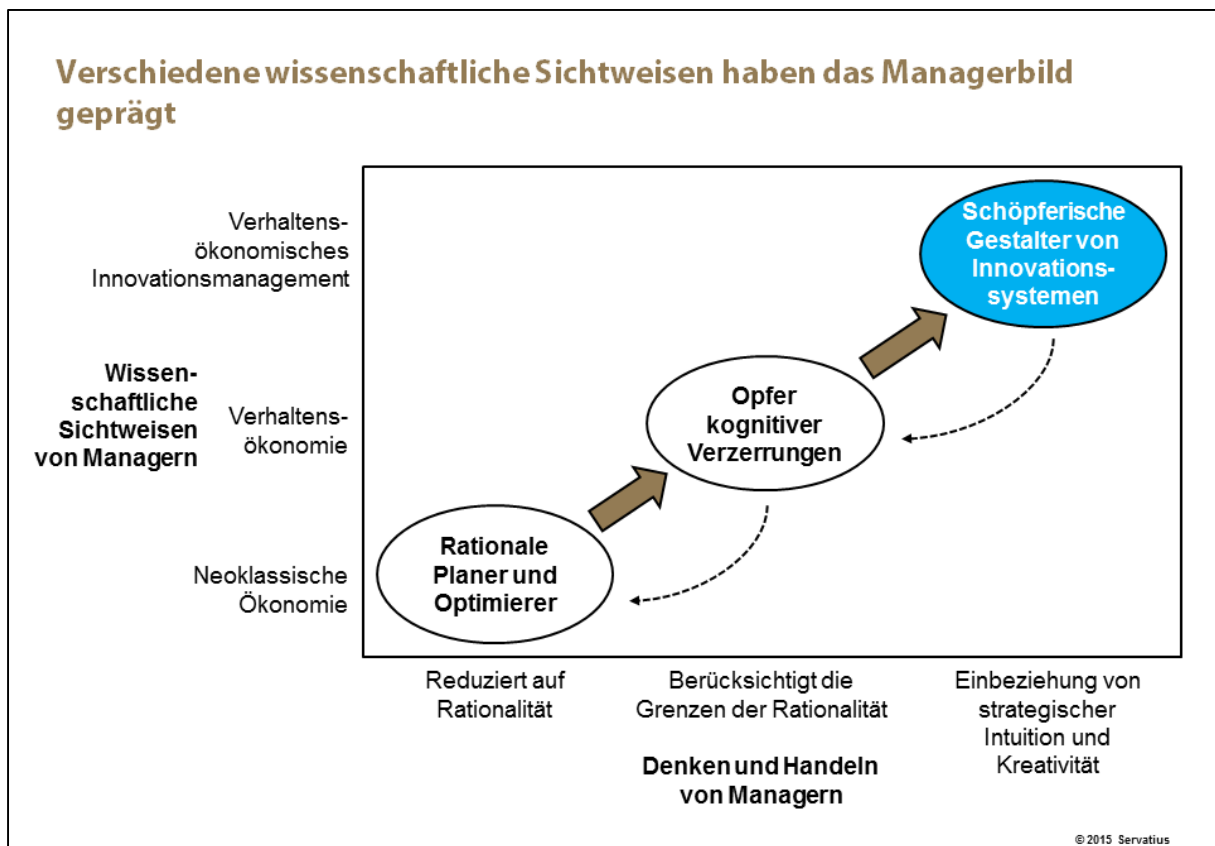 Verschiedene wissenschaftliche Sichtweisen haben das Managerbild
geprägt
Verhaltens-
ökonomisches
Innovationsmanagement
Schöpferische
Gestalter von
Innovations-
systemen
Wissen-
schaftliche
Sichtweisen
von Managern
Verhaltens-
ökonomie
Opfer
kognitiver
Verzerrungen
Neoklassische
Ökonomie
Rationale
Planer und
Optimierer
Reduziert auf
Rationalität
Berücksichtigt die
Grenzen der Rationalität
Einbeziehung von
strategischer
Intuition und
Kreativität
Denken und Handeln
von Managern
© 2015 Servatius